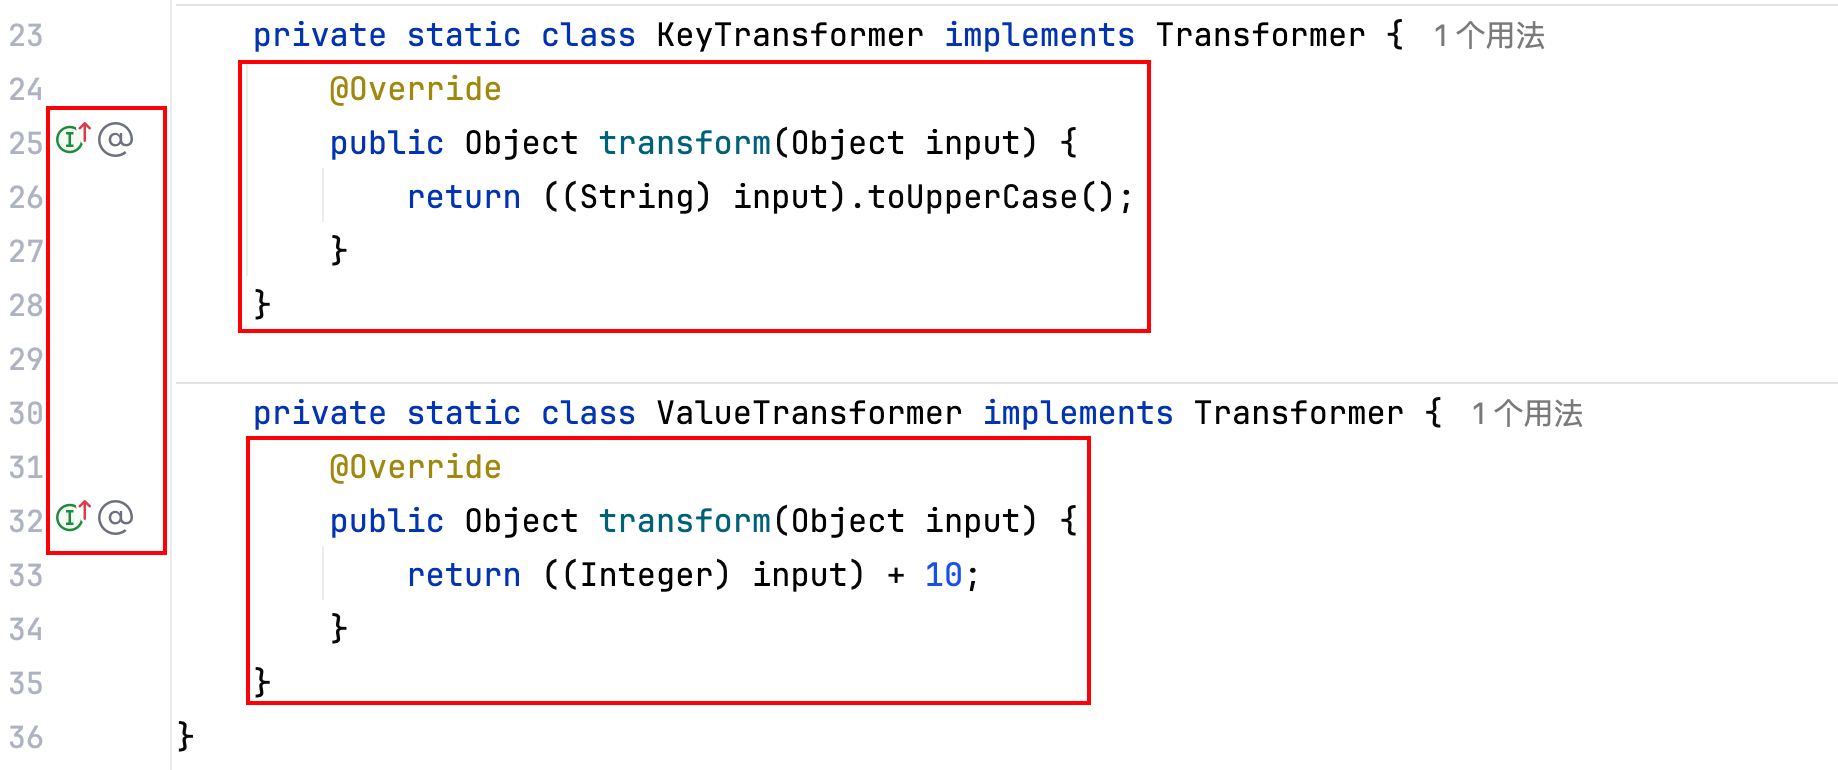 23 private static class KeyTransformer implements Transformer { 1个用法
24 @Override
25 @ public Object transform(Object input) {
26 return ((String) input).toUpperCase();
27 }
28 }
29
30 private static class ValueTransformer implements Transformer { 1个用法
31 @Override
32 @ public Object transform(Object input) {
33 return ((Integer) input) + 10;
34 }
35 }
36 }